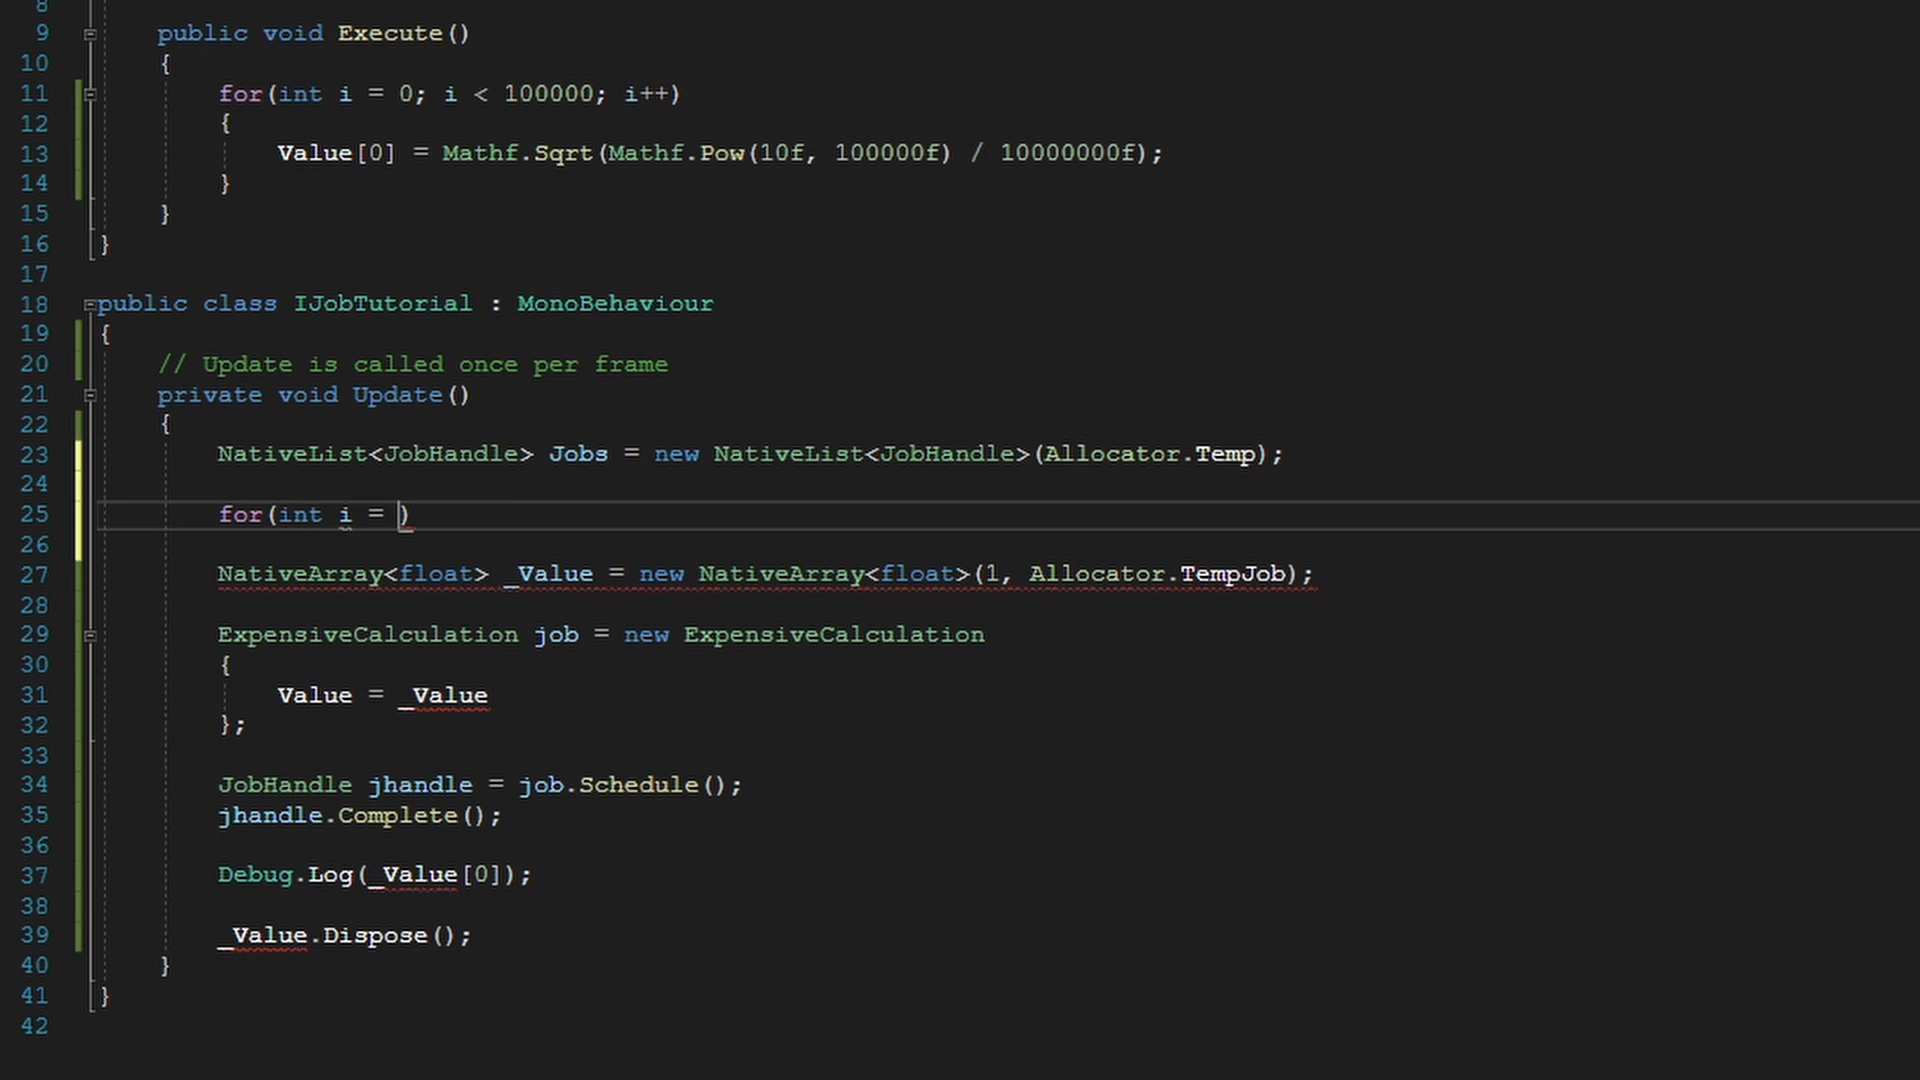 8
9 public void Execute()
10 {
11 for(int i = 0; i < 100000; i++)
12 {
13 Value[0] = Mathf.Sqrt(Mathf.Pow(10f, 100000f) / 10000000f);
14 }
15 }
16 }
17
18 public class IJobTutorial : MonoBehaviour
19 {
20 // Update is called once per frame
21 private void Update()
22 {
23 NativeList<JobHandle> Jobs = new NativeList<JobHandle>(Allocator.Temp);
24
25 for(int i = )
26
27 NativeArray<float> _Value = new NativeArray<float>(1, Allocator.TempJob);
28
29 ExpensiveCalculation job = new ExpensiveCalculation
30 {
31 Value = _Value
32 };
33
34 JobHandle jhandle = job.Schedule();
35 jhandle.Complete();
36
37 Debug.Log(_Value[0]);
38
39 _Value.Dispose();
40 }
41 }
42